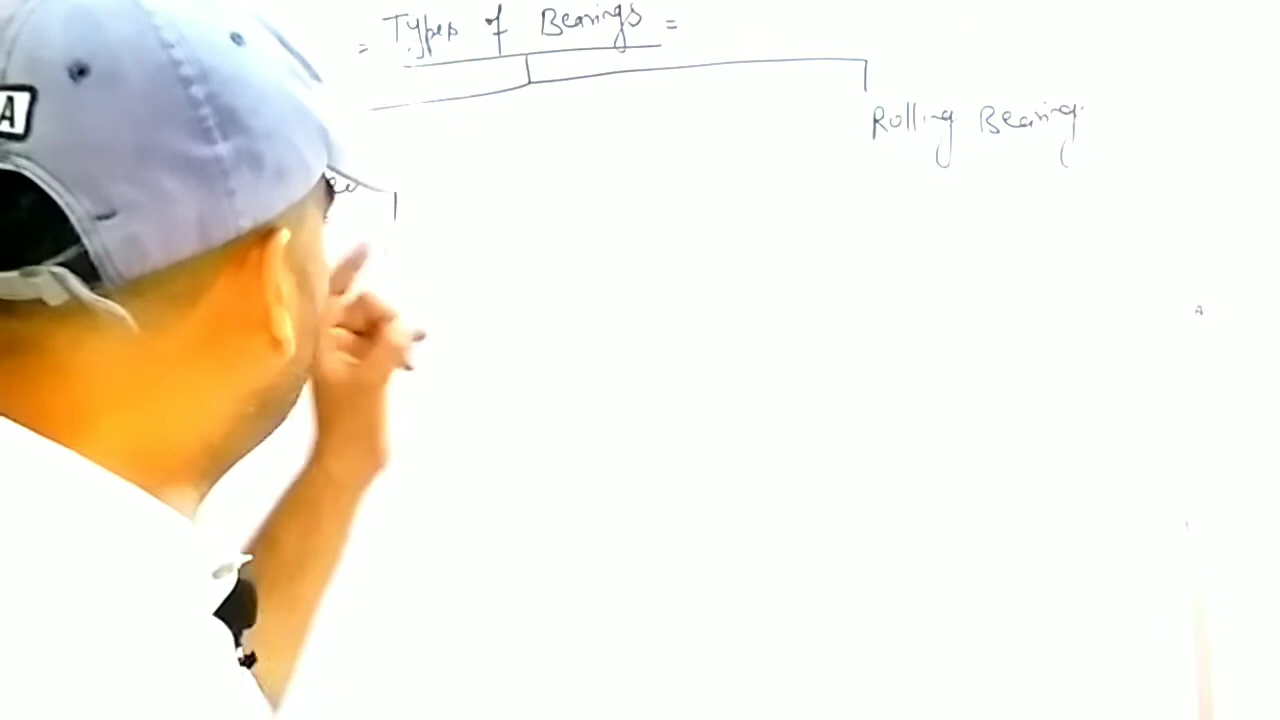 = Types of Bearings =
Rolling Bearing
A